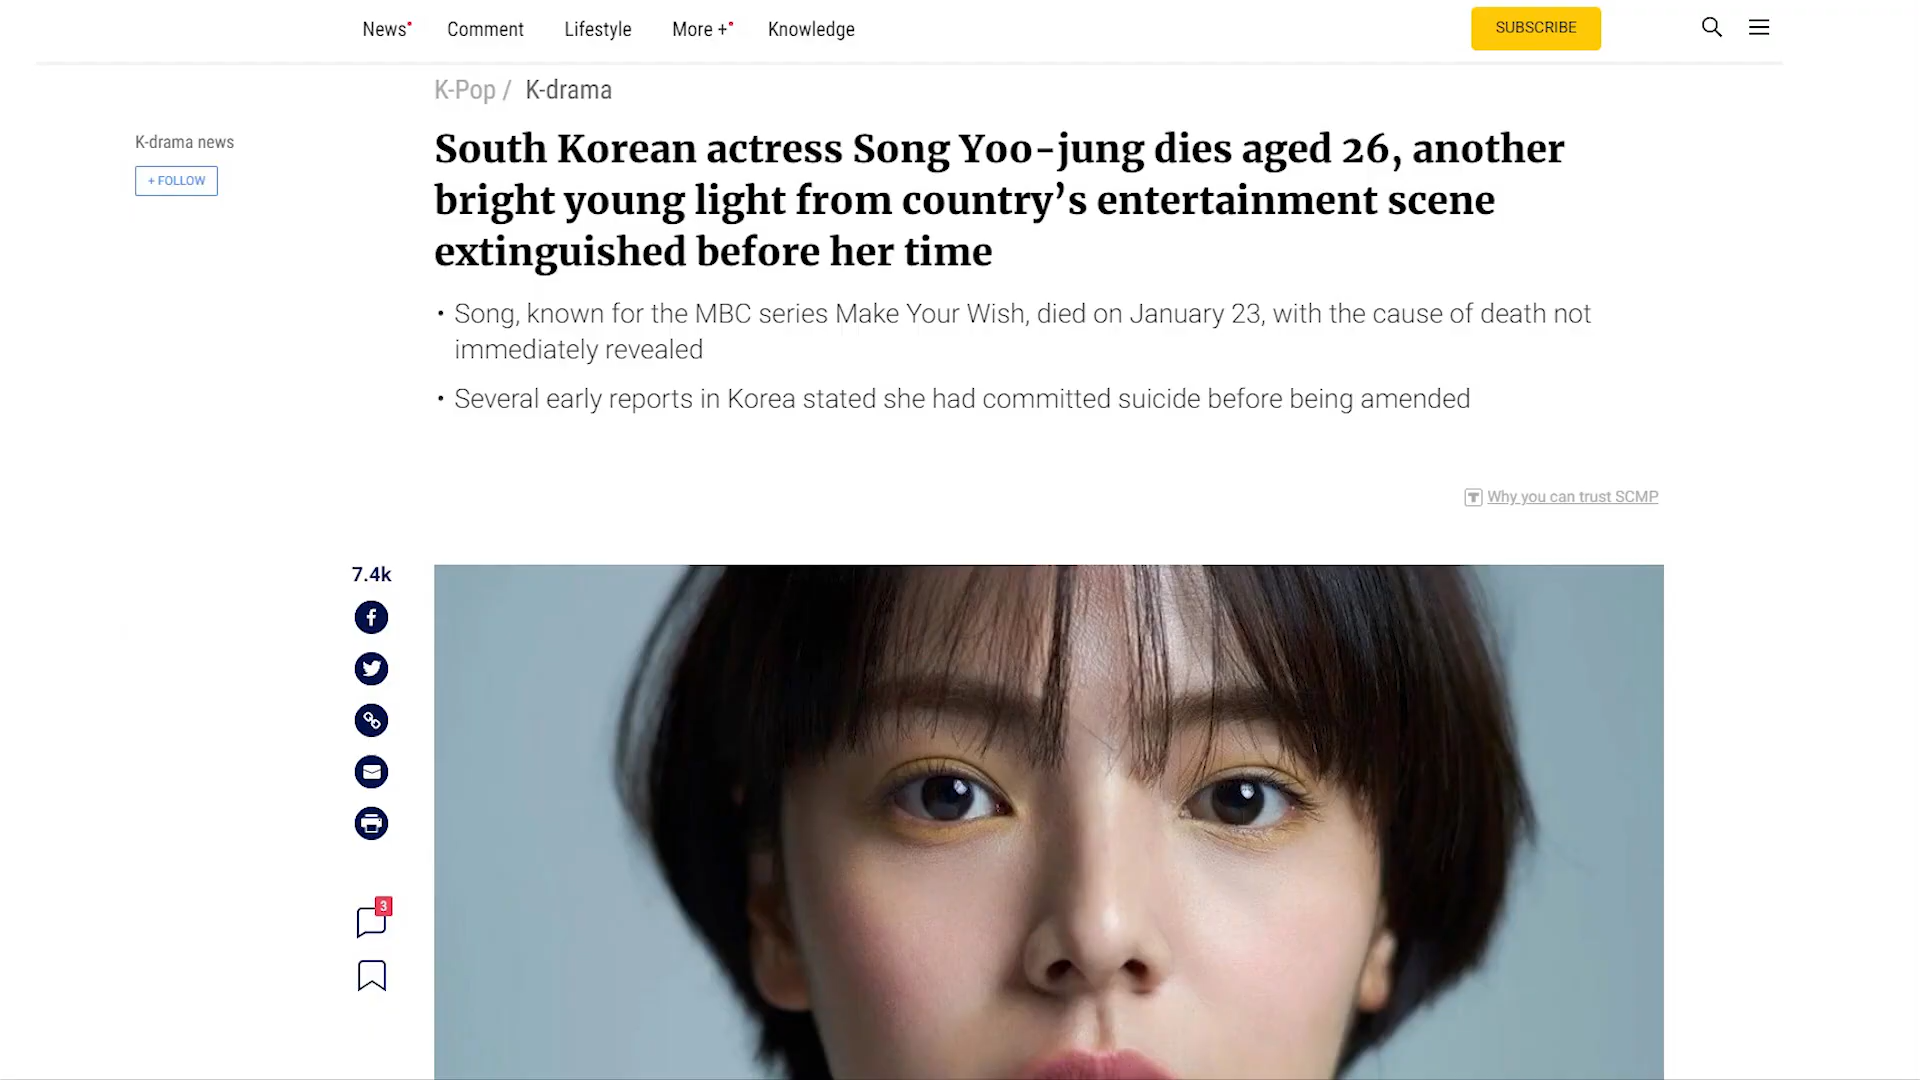 News Comment Lifestyle More + Knowledge SUBSCRIBE
K-Pop / K-drama
K-drama news
+ FOLLOW
South Korean actress Song Yoo-jung dies aged 26, another
bright young light from country’s entertainment scene
extinguished before her time
• Song, known for the MBC series Make Your Wish, died on January 23, with the cause of death not
immediately revealed
• Several early reports in Korea stated she had committed suicide before being amended
T Why you can trust SCMP
7.4k
3